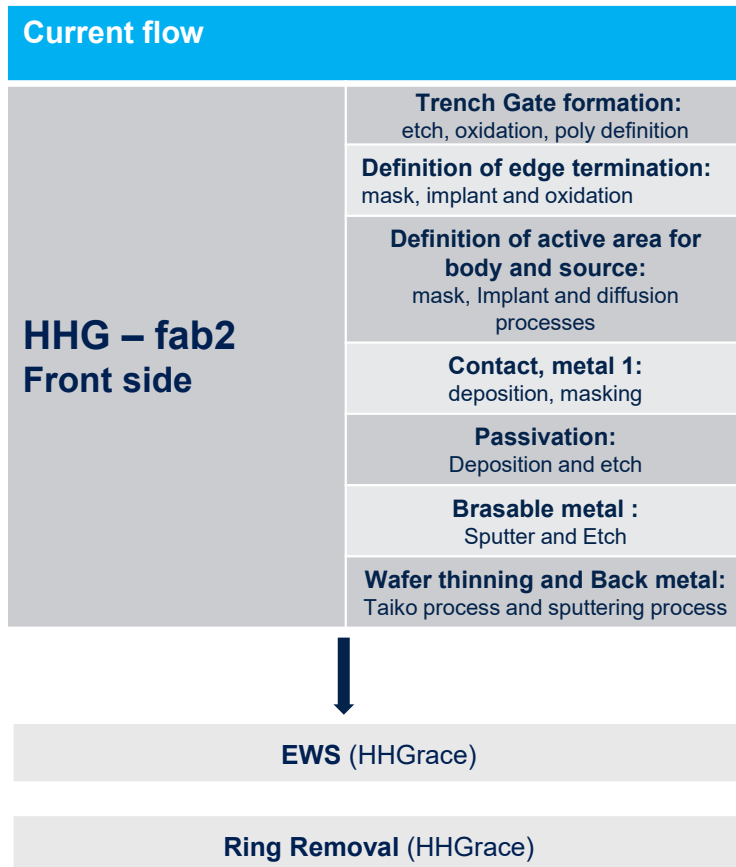 Current flow
HHG – fab2
Front side
Trench Gate formation:
etch, oxidation, poly definition
Definition of edge termination:
mask, implant and oxidation
Definition of active area for
body and source:
mask, Implant and diffusion
processes
Contact, metal 1:
deposition, masking
Passivation:
Deposition and etch
Brasable metal :
Sputter and Etch
Wafer thinning and Back metal:
Taiko process and sputtering process
EWS (HHGrace)
Ring Removal (HHGrace)